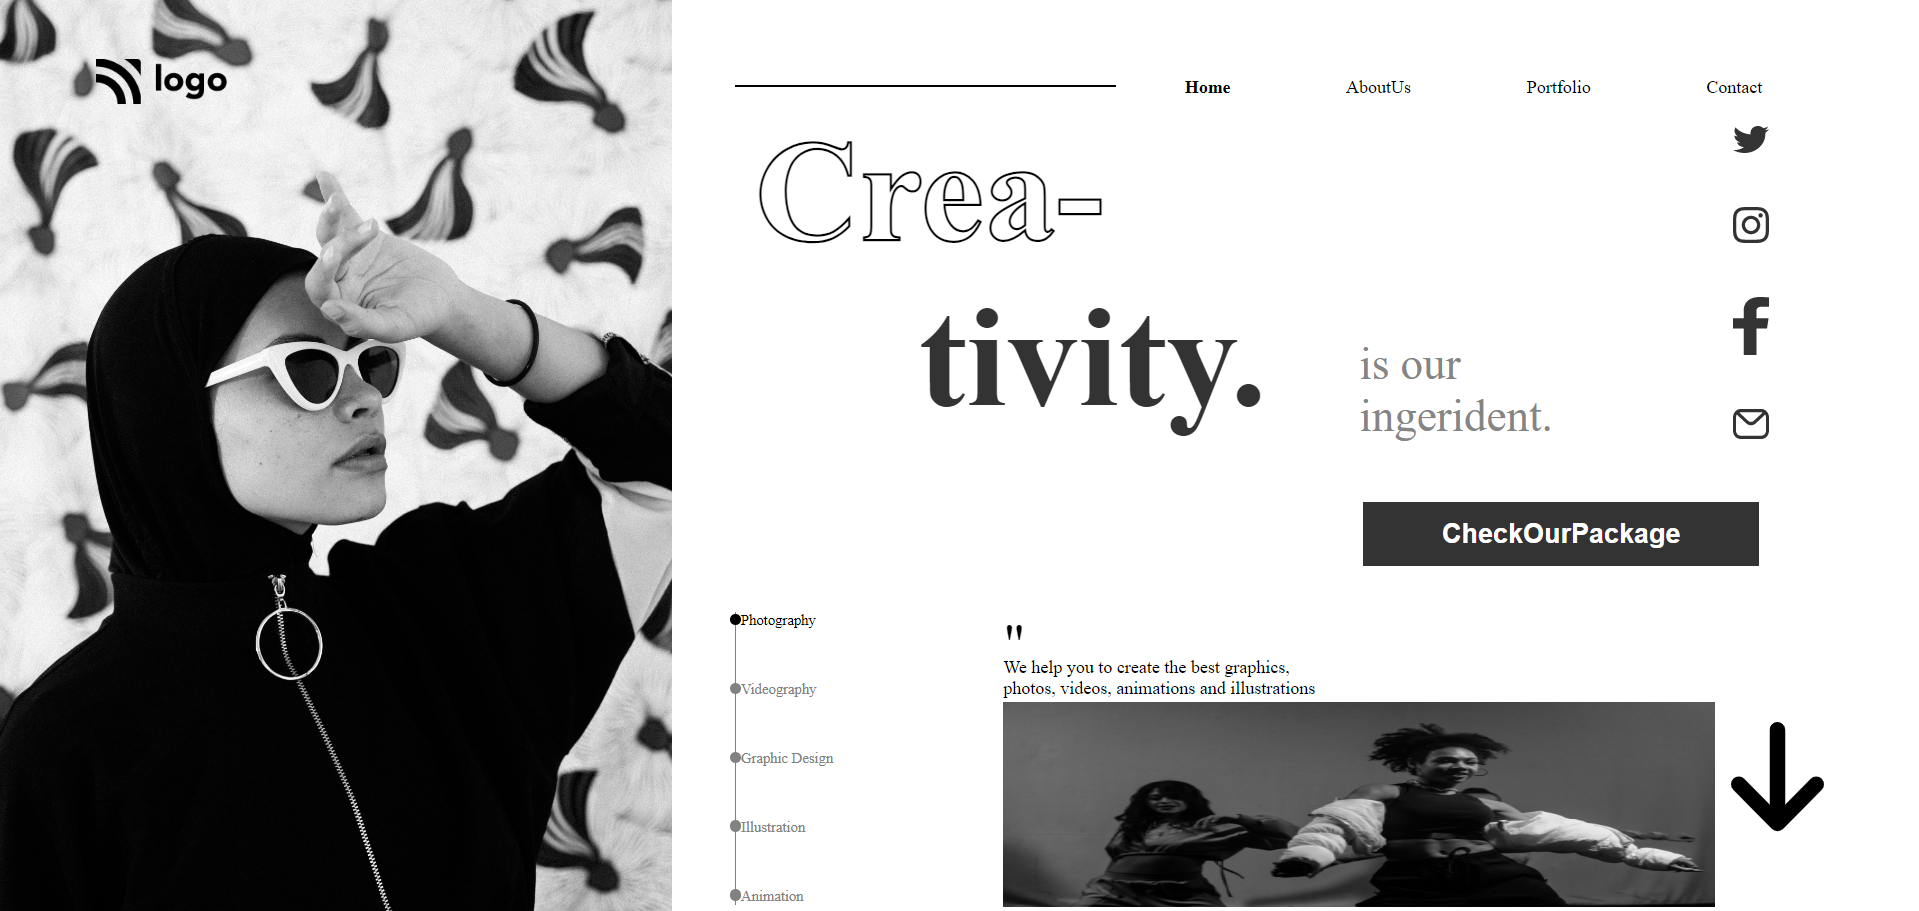 logo
Home AboutUs Portfolio Contact
Crea-
tivity.
is our
ingerident.
CheckOurPackage
Photography
Videography
Graphic Design
Illustration
Animation
"
We help you to create the best graphics,
photos, videos, animations and illustrations